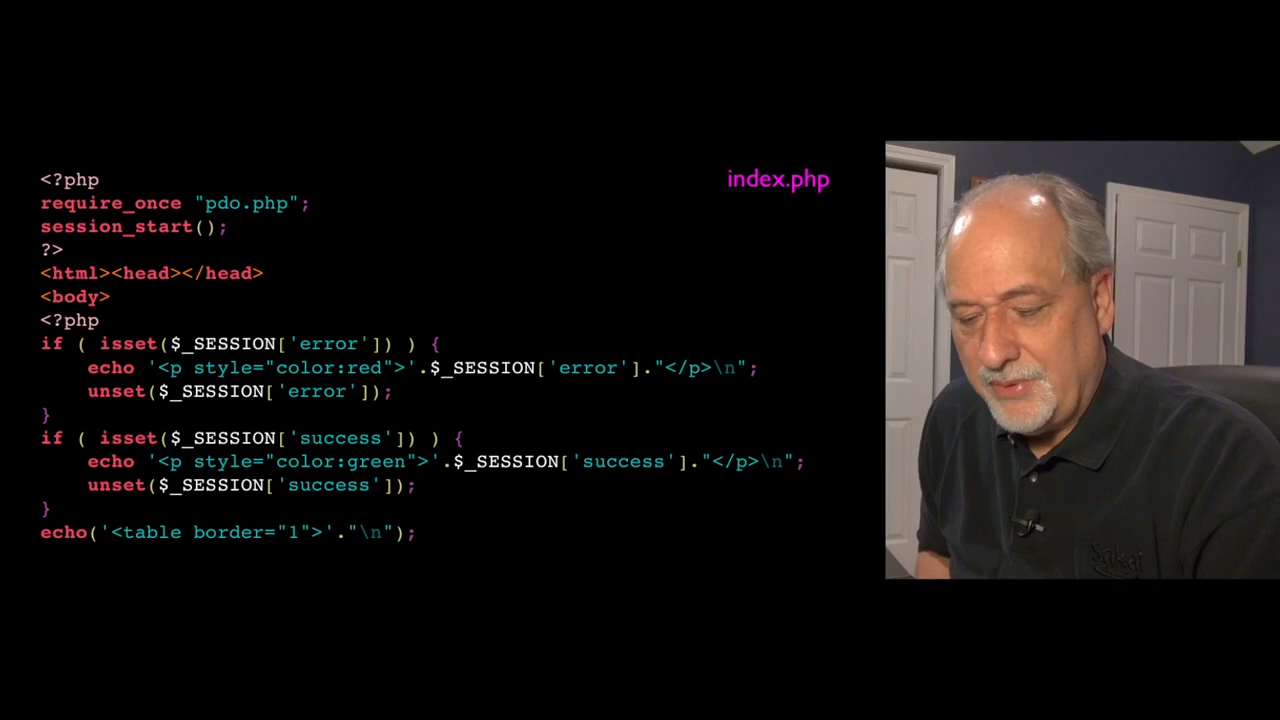 <?php
index.php
require_once "pdo.php";
session_start();
?>
<html><head></head>
<body>
<?php
if ( isset($_SESSION['error']) ) {
    echo '<p style="color:red">'.$_SESSION['error']."</p>\n";
    unset($_SESSION['error']);
}
if ( isset($_SESSION['success']) ) {
    echo '<p style="color:green">'.$_SESSION['success']."</p>\n";
    unset($_SESSION['success']);
}
echo('<table border="1">'."\n");
Sakai